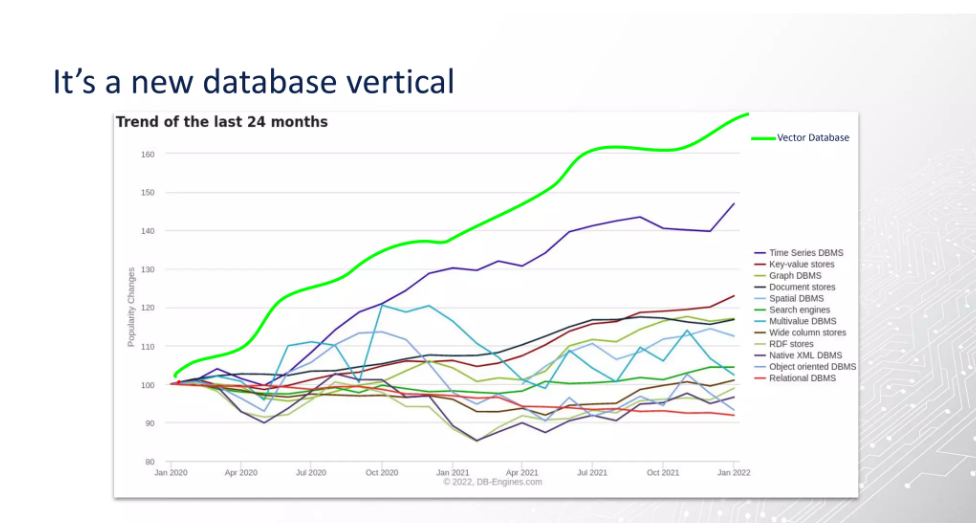 It's a new database vertical
Trend of the last 24 months
Vector Database
160
150
140
130
120
110
100
90
80
Popularity Changes
Time Series DBMS
Key-value stores
Graph DBMS
Document stores
Spatial DBMS
Search engines
Multivalue DBMS
Wide column stores
RDF stores
Native XML DBMS
Object oriented DBMS
Relational DBMS
Jan 2020 Apr 2020 Jul 2020 Oct 2020 Jan 2021 Apr 2021 Jul 2021 Oct 2021 Jan 2022
© 2022, DB-Engines.com